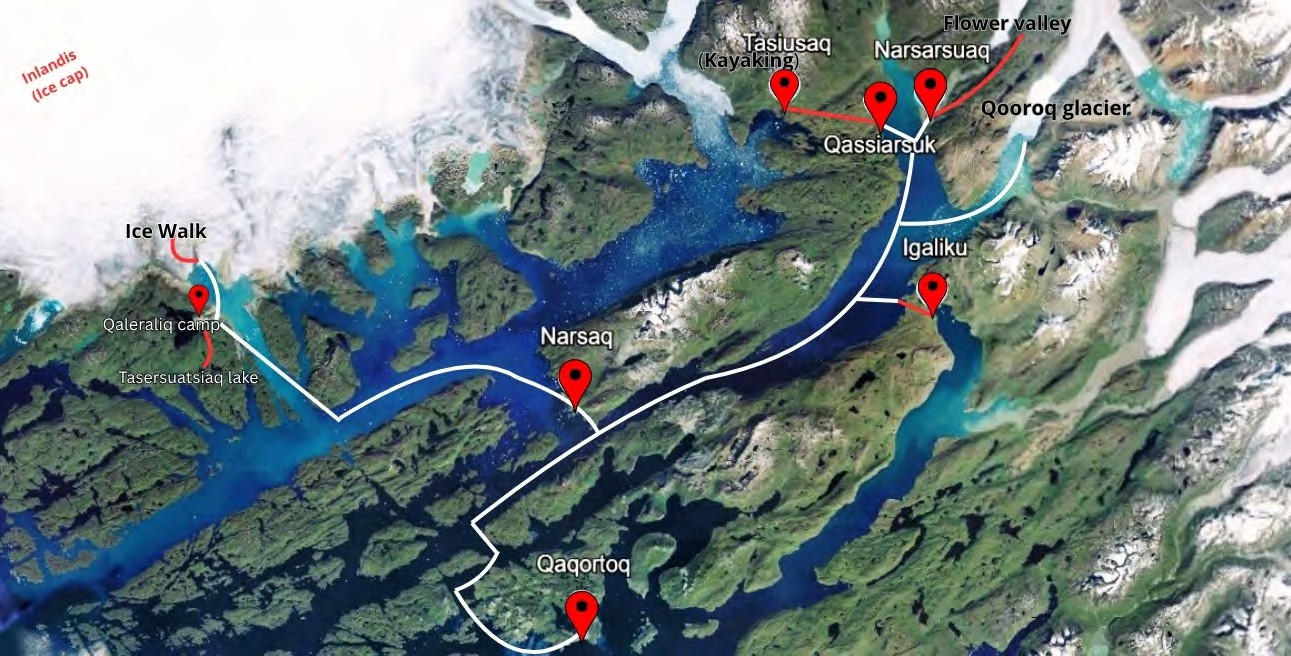 Flower valley
Inlandis
(Ice cap)
Tasiusaq
(Kayaking)
Narsarsuaq
Qooroq glacier
Qassiarsuk
Ice Walk
Igaliku
Qaleraliq camp
Narsaq
Tasersuatsiaq lake
Qaqortoq